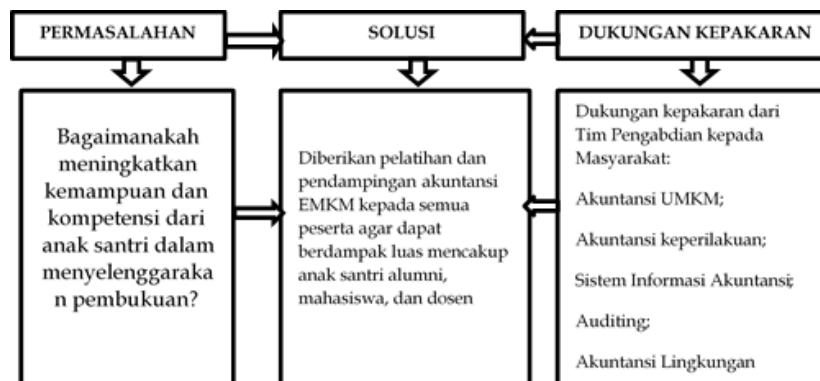 PERMASALAHAN
SOLUSI
DUKUNGAN KEPAKARAN
Bagaimanakah
meningkatkan
kemampuan dan
kompetensi dari
anak santri dalam
menyelenggaraka
n pembukuan?
Diberikan pelatihan dan
pendampingan akuntansi
EMKM kepada semua
peserta agar dapat
berdampak luas mencakup
anak santri alumni,
mahasiswa, dan dosen
Dukungan kepakaran dari
Tim Pengabdian kepada
Masyarakat:
Akuntansi UMKM;
Akuntansi keperilakuan;
Sistem Informasi Akuntansi;
Auditing;
Akuntansi Lingkungan